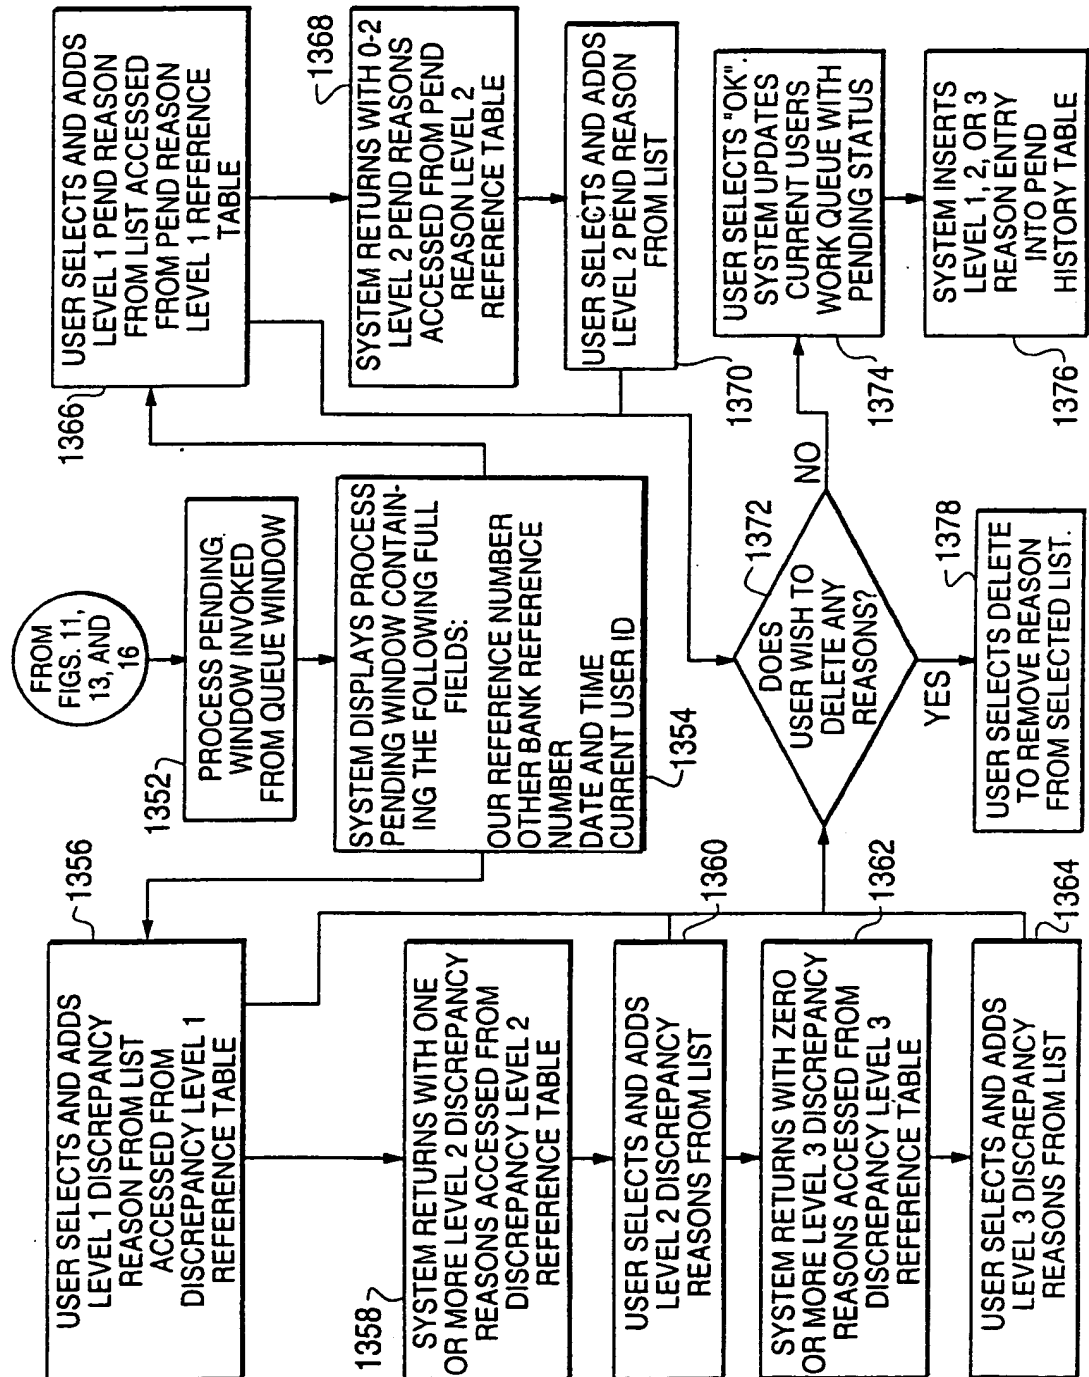 FROM
FIGS. 11,
13, AND
16
1352
PROCESS PENDING.
WINDOW INVOKED
FROM QUEUE WINDOW
SYSTEM DISPLAYS PROCESS
PENDING WINDOW CONTAIN-
ING THE FOLLOWING FULL
FIELDS:
OUR REFERENCE NUMBER
OTHER BANK REFERENCE
NUMBER
DATE AND TIME
CURRENT USER ID
1354
1356
USER SELECTS AND ADDS
LEVEL 1 DISCREPANCY
REASON FROM LIST
ACCESSED FROM
DISCREPANCY LEVEL 1
REFERENCE TABLE
1358
SYSTEM RETURNS WITH ONE
OR MORE LEVEL 2 DISCREPANCY
REASONS ACCESSED FROM
DISCREPANCY LEVEL 2
REFERENCE TABLE
1360
USER SELECTS AND ADDS
LEVEL 2 DISCREPANCY
REASONS FROM LIST
1362
SYSTEM RETURNS WITH ZERO
OR MORE LEVEL 3 DISCREPANCY
REASONS ACCESSED FROM
DISCREPANCY LEVEL 3
REFERENCE TABLE
1364
USER SELECTS AND ADDS
LEVEL 3 DISCREPANCY
REASONS FROM LIST
1366
USER SELECTS AND ADDS
LEVEL 1 PEND REASON
FROM LIST ACCESSED
FROM PEND REASON
LEVEL 1 REFERENCE
TABLE
1368
SYSTEM RETURNS WITH 0-2
LEVEL 2 PEND REASONS
ACCESSED FROM PEND
REASON LEVEL 2
REFERENCE TABLE
USER SELECTS AND ADDS
LEVEL 2 PEND REASON
FROM LIST
1370
1372
DOES
USER WISH TO
DELETE ANY
REASONS?
NO
YES
USER SELECTS "OK".
SYSTEM UPDATES
CURRENT USERS
WORK QUEUE WITH
PENDING STATUS
1374
SYSTEM INSERTS
LEVEL 1, 2, OR 3
REASON ENTRY
INTO PEND
HISTORY TABLE
1376
1378
USER SELECTS DELETE
TO REMOVE REASON
FROM SELECTED LIST.